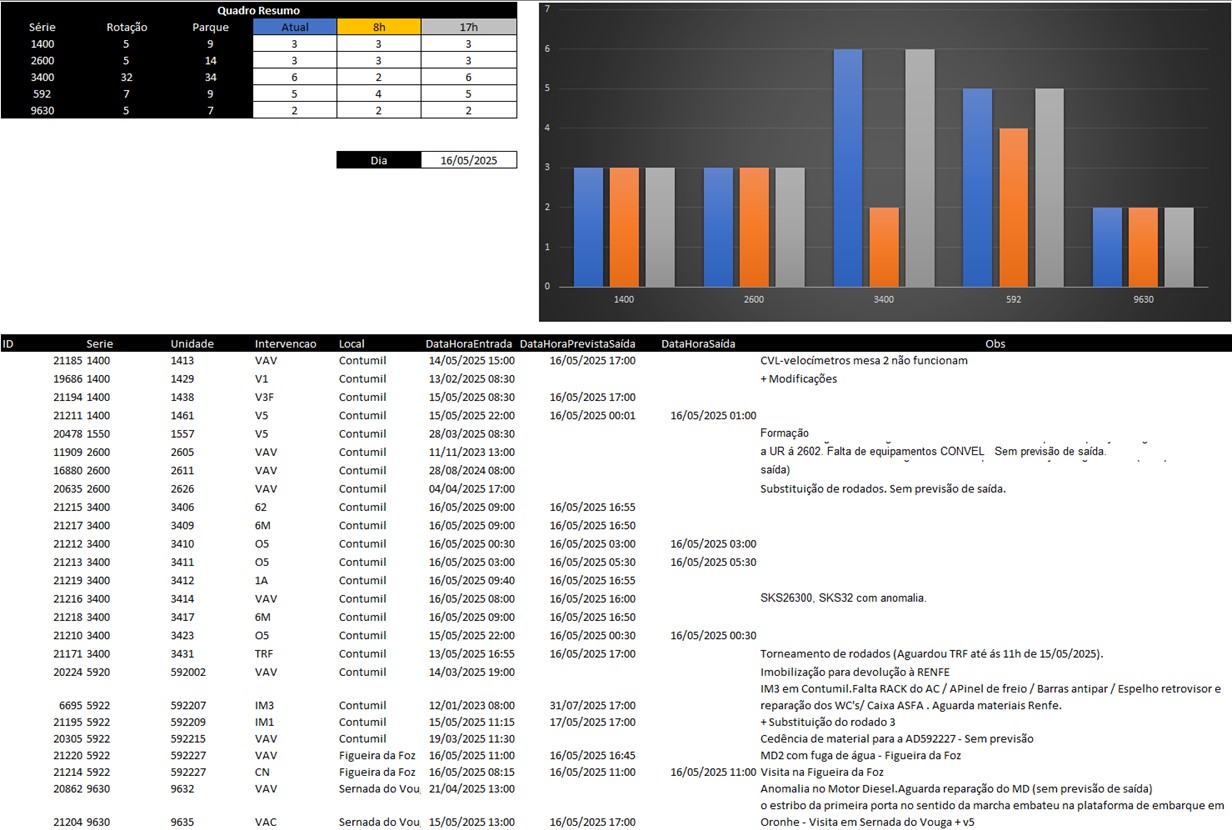 Quadro Resumo
Série Rotação Parque Atual 8h 17h
1400 5 9 3 3 3
2600 5 14 3 3 3
3400 32 34 6 2 6
592 7 9 5 4 5
9630 5 7 2 2 2
Dia 16/05/2025
7
6
5
4
3
2
1
0
1400 2600 3400 592 9630
ID Serie Unidade Intervencao Local DataHoraEntrada DataHoraPrevistaSaída DataHoraSaída Obs
21185 1400 1413 VAV Contumil 14/05/2025 15:00 16/05/2025 17:00 CVL-velocímetros mesa 2 não funcionam
19686 1400 1429 V1 Contumil 13/02/2025 08:30 + Modificações
21194 1400 1438 V3F Contumil 15/05/2025 08:30 16/05/2025 17:00
21211 1400 1461 V5 Contumil 15/05/2025 22:00 16/05/2025 00:01 16/05/2025 01:00
20478 1550 1557 V5 Contumil 28/03/2025 08:30 Formação
11909 2600 2605 VAV Contumil 11/11/2023 13:00 a UR á 2602. Falta de equipamentos CONVEL Sem previsão de saída.
16880 2600 2611 VAV Contumil 28/08/2024 08:00 saída)
20635 2600 2626 VAV Contumil 04/04/2025 17:00 Substituição de rodados. Sem previsão de saída.
21215 3400 3406 62 Contumil 16/05/2025 09:00 16/05/2025 16:55
21217 3400 3409 6M Contumil 16/05/2025 09:00 16/05/2025 16:50
21212 3400 3410 O5 Contumil 16/05/2025 00:30 16/05/2025 03:00 16/05/2025 03:00
21213 3400 3411 O5 Contumil 16/05/2025 03:00 16/05/2025 05:30 16/05/2025 05:30
21219 3400 3412 1A Contumil 16/05/2025 09:40 16/05/2025 16:55
21216 3400 3414 VAV Contumil 16/05/2025 08:00 16/05/2025 16:00 SKS26300, SKS32 com anomalia.
21218 3400 3417 6M Contumil 16/05/2025 09:00 16/05/2025 16:50
21210 3400 3423 O5 Contumil 15/05/2025 22:00 16/05/2025 00:30 16/05/2025 00:30
21171 3400 3431 TRF Contumil 13/05/2025 16:55 16/05/2025 17:00 Torneamento de rodados (Aguardou TRF até ás 11h de 15/05/2025).
20224 5920 592002 VAV Contumil 14/03/2025 19:00 Imobilização para devolução à RENFE
IM3 em Contumil.Falta RACK do AC / APinel de freio / Barras antipar / Espelho retrovisor e
6695 5922 592207 IM3 Contumil 12/01/2023 08:00 31/07/2025 17:00 reparação dos WC's/ Caixa ASFA . Aguarda materiais Renfe.
21195 5922 592209 IM1 Contumil 15/05/2025 11:15 17/05/2025 17:00 + Substituição do rodado 3
20305 5922 592215 VAV Contumil 19/03/2025 11:30 Cedência de material para a AD592227 - Sem previsão
21220 5922 592227 VAV Figueira da Foz 16/05/2025 11:00 16/05/2025 16:45 MD2 com fuga de água - Figueira da Foz
21214 5922 592227 CN Figueira da Foz 16/05/2025 08:15 16/05/2025 11:00 16/05/2025 11:00 Visita na Figueira da Foz
20862 9630 9632 VAV Sernada do Voug 21/04/2025 13:00 Anomalia no Motor Diesel.Aguarda reparação do MD (sem previsão de saída)
o estribo da primeira porta no sentido da marcha embateu na plataforma de embarque em
21204 9630 9635 VAC Sernada do Voug 15/05/2025 13:00 16/05/2025 17:00 Oronhe - Visita em Sernada do Vouga + v5